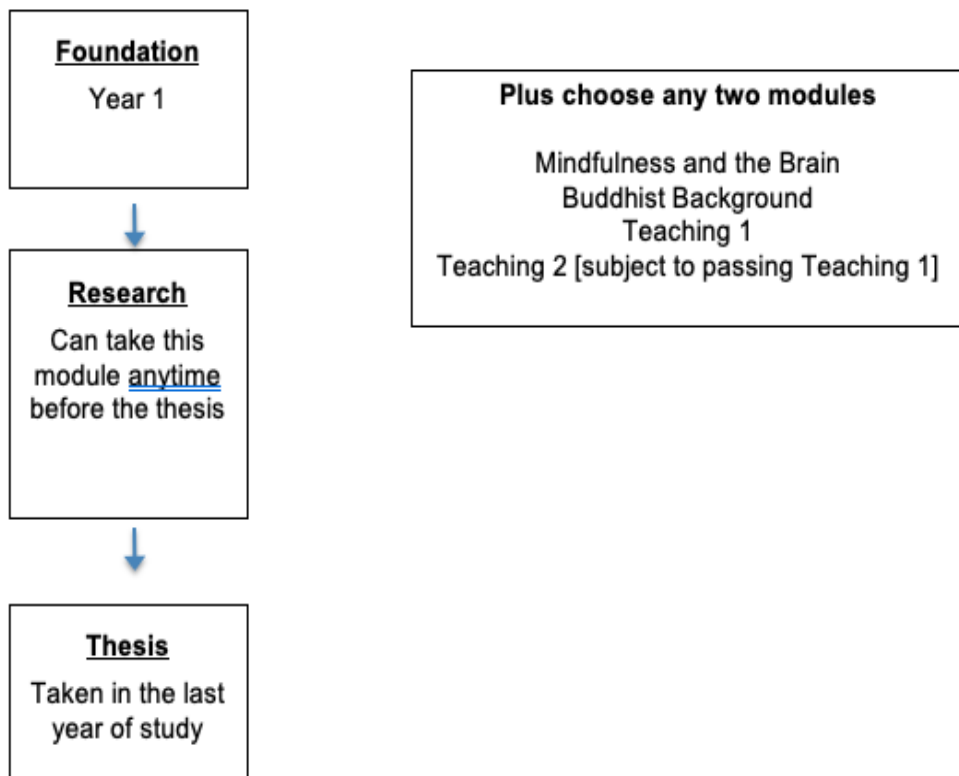 Foundation
Year 1
Research
Can take this
module anytime
before the thesis
Thesis
Taken in the last
year of study
Plus choose any two modules
Mindfulness and the Brain
Buddhist Background
Teaching 1
Teaching 2 [subject to passing Teaching 1]